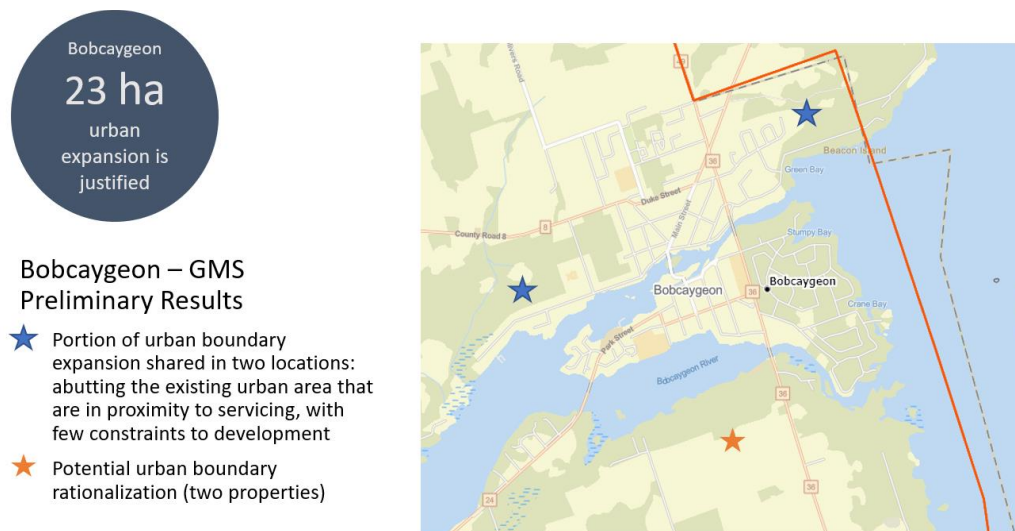 Bobcaygeon
23 ha
urban
expansion is
justified
Bobcaygeon – GMS
Preliminary Results
Portion of urban boundary
expansion shared in two locations:
abutting the existing urban area that
are in proximity to servicing, with
few constraints to development
Potential urban boundary
rationalization (two properties)
49
36
Beacon Island
Green Bay
Duke Street
Main Street
8
County Road 8
Stumpy Bay
Bobcaygeon
Bobcaygeon
36
Crane Bay
Park Street
Bobcaygeon River
36
24
36